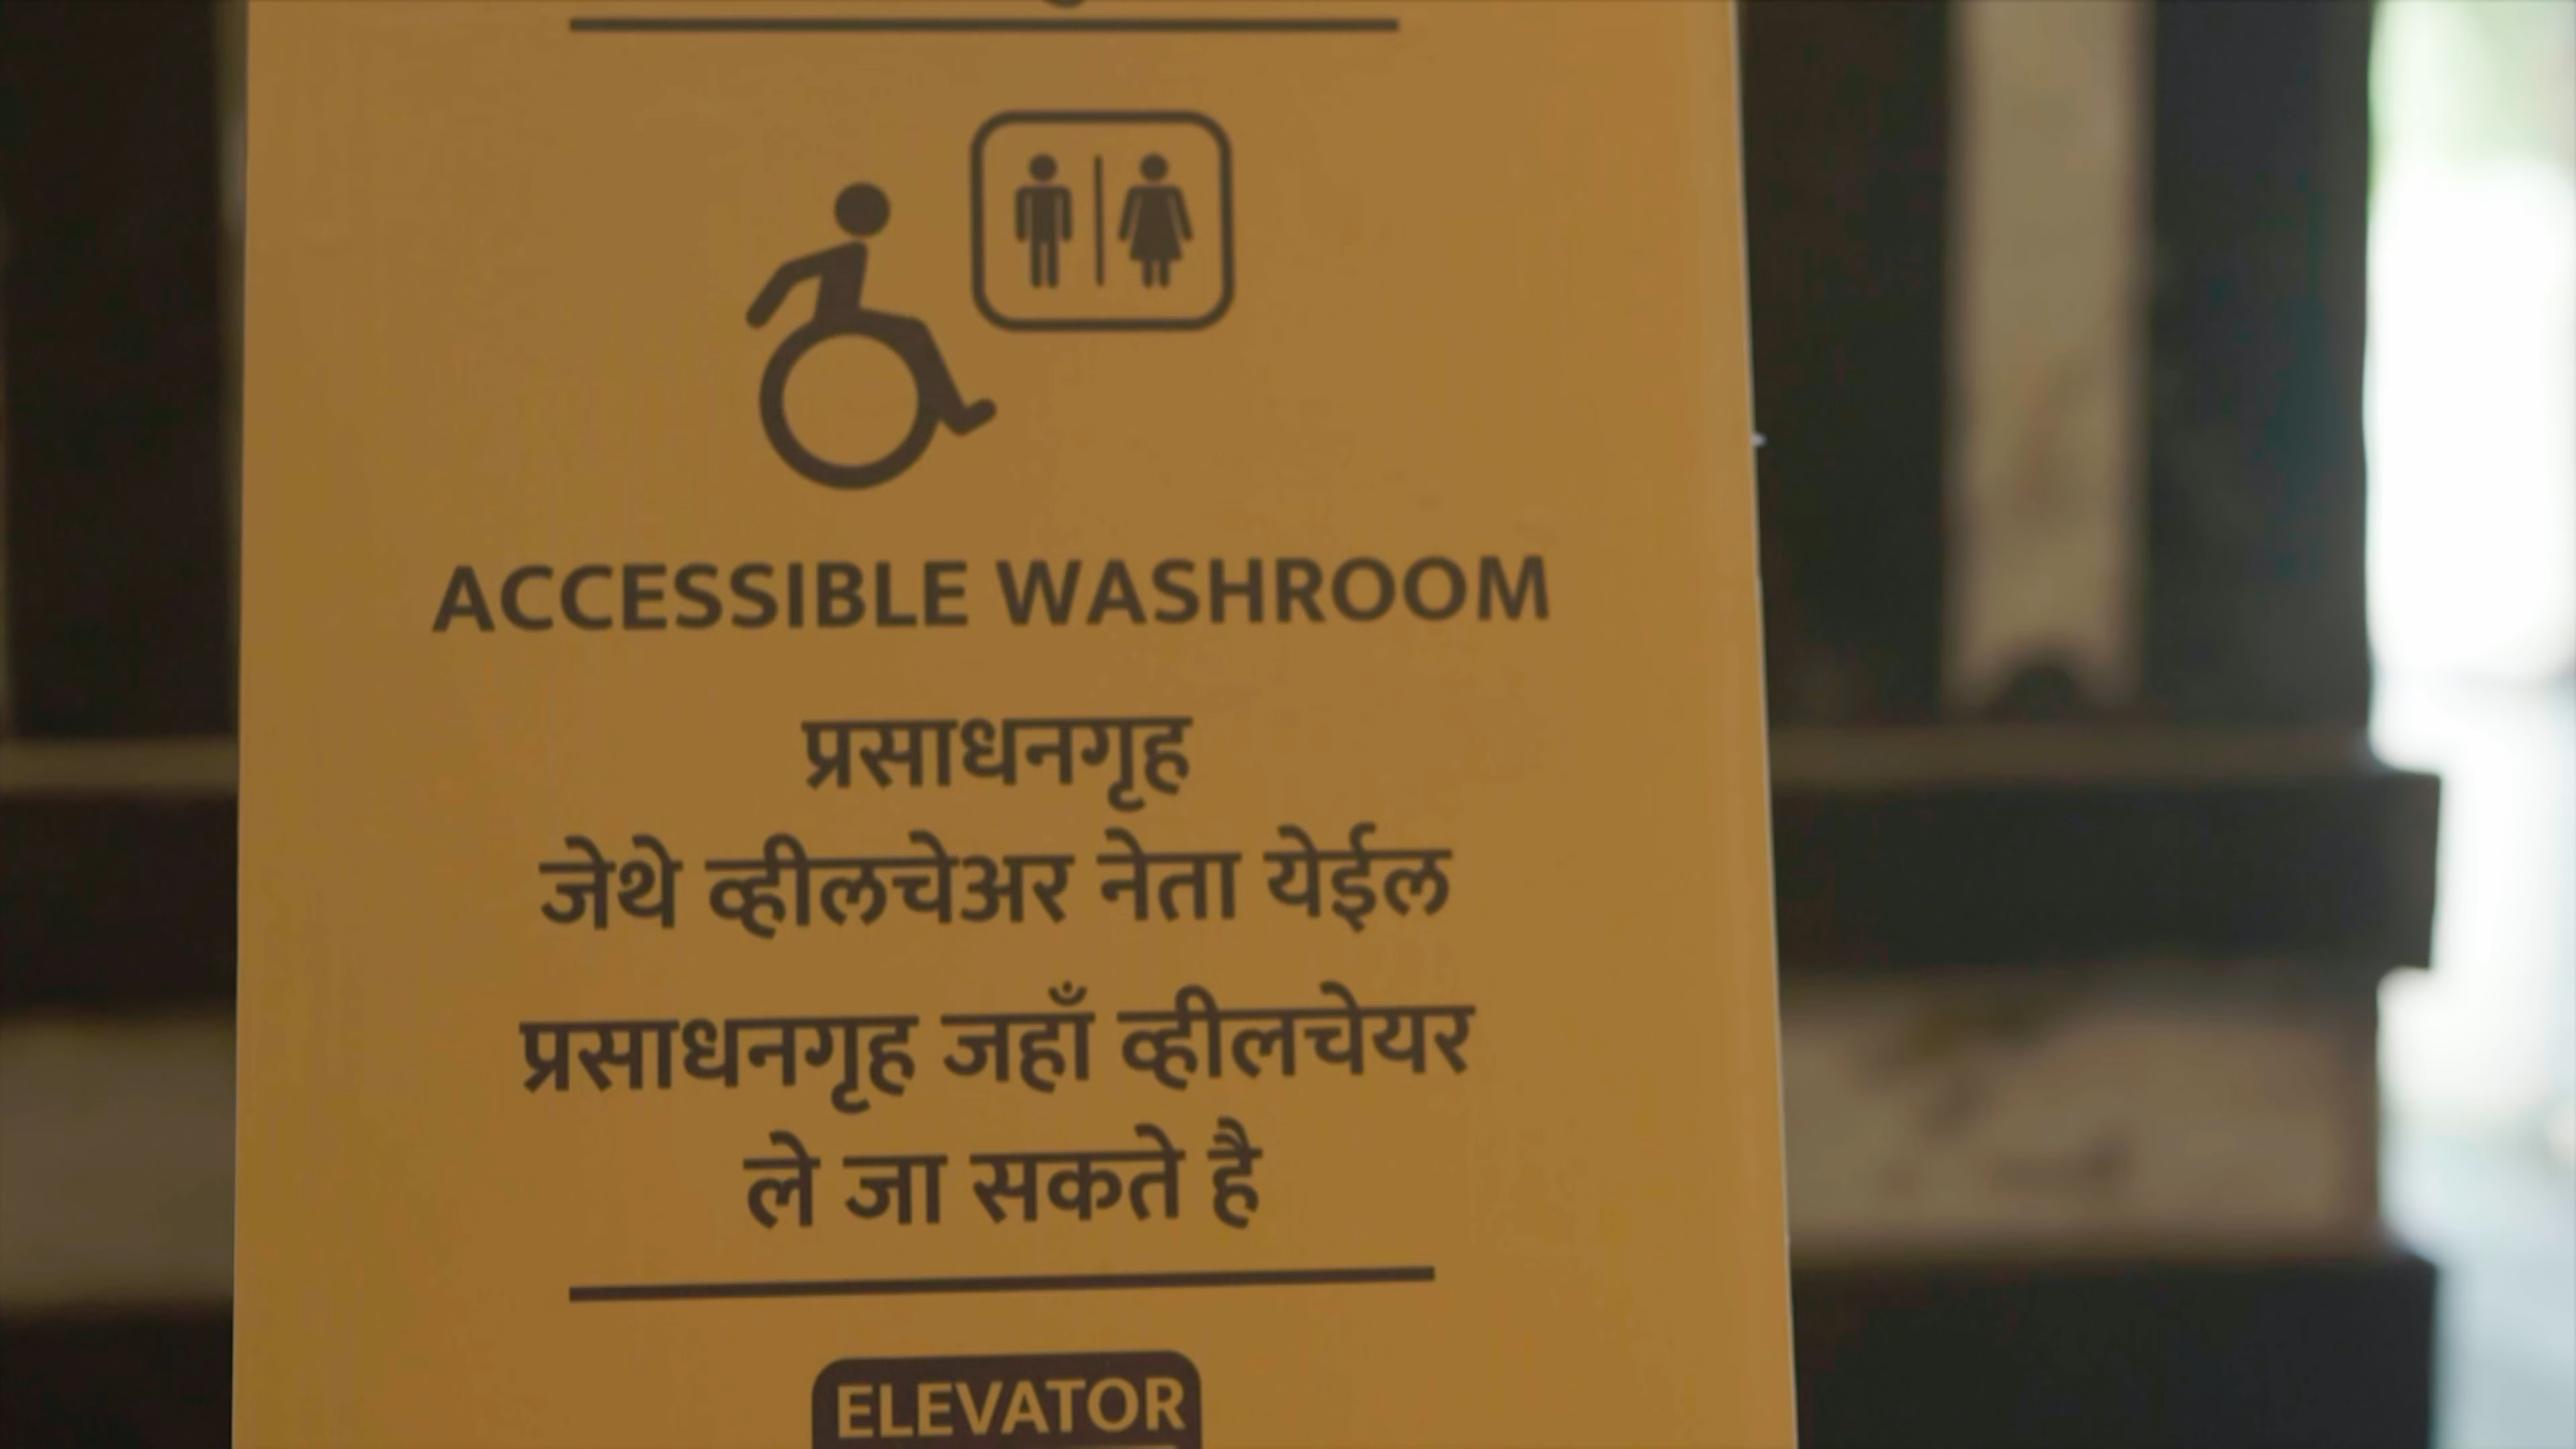 ACCESSIBLE WASHROOM
प्रसाधनगृह
जेथे व्हीलचेअर नेता येईल
प्रसाधनगृह जहाँ व्हीलचेयर
ले जा सकते है
ELEVATOR